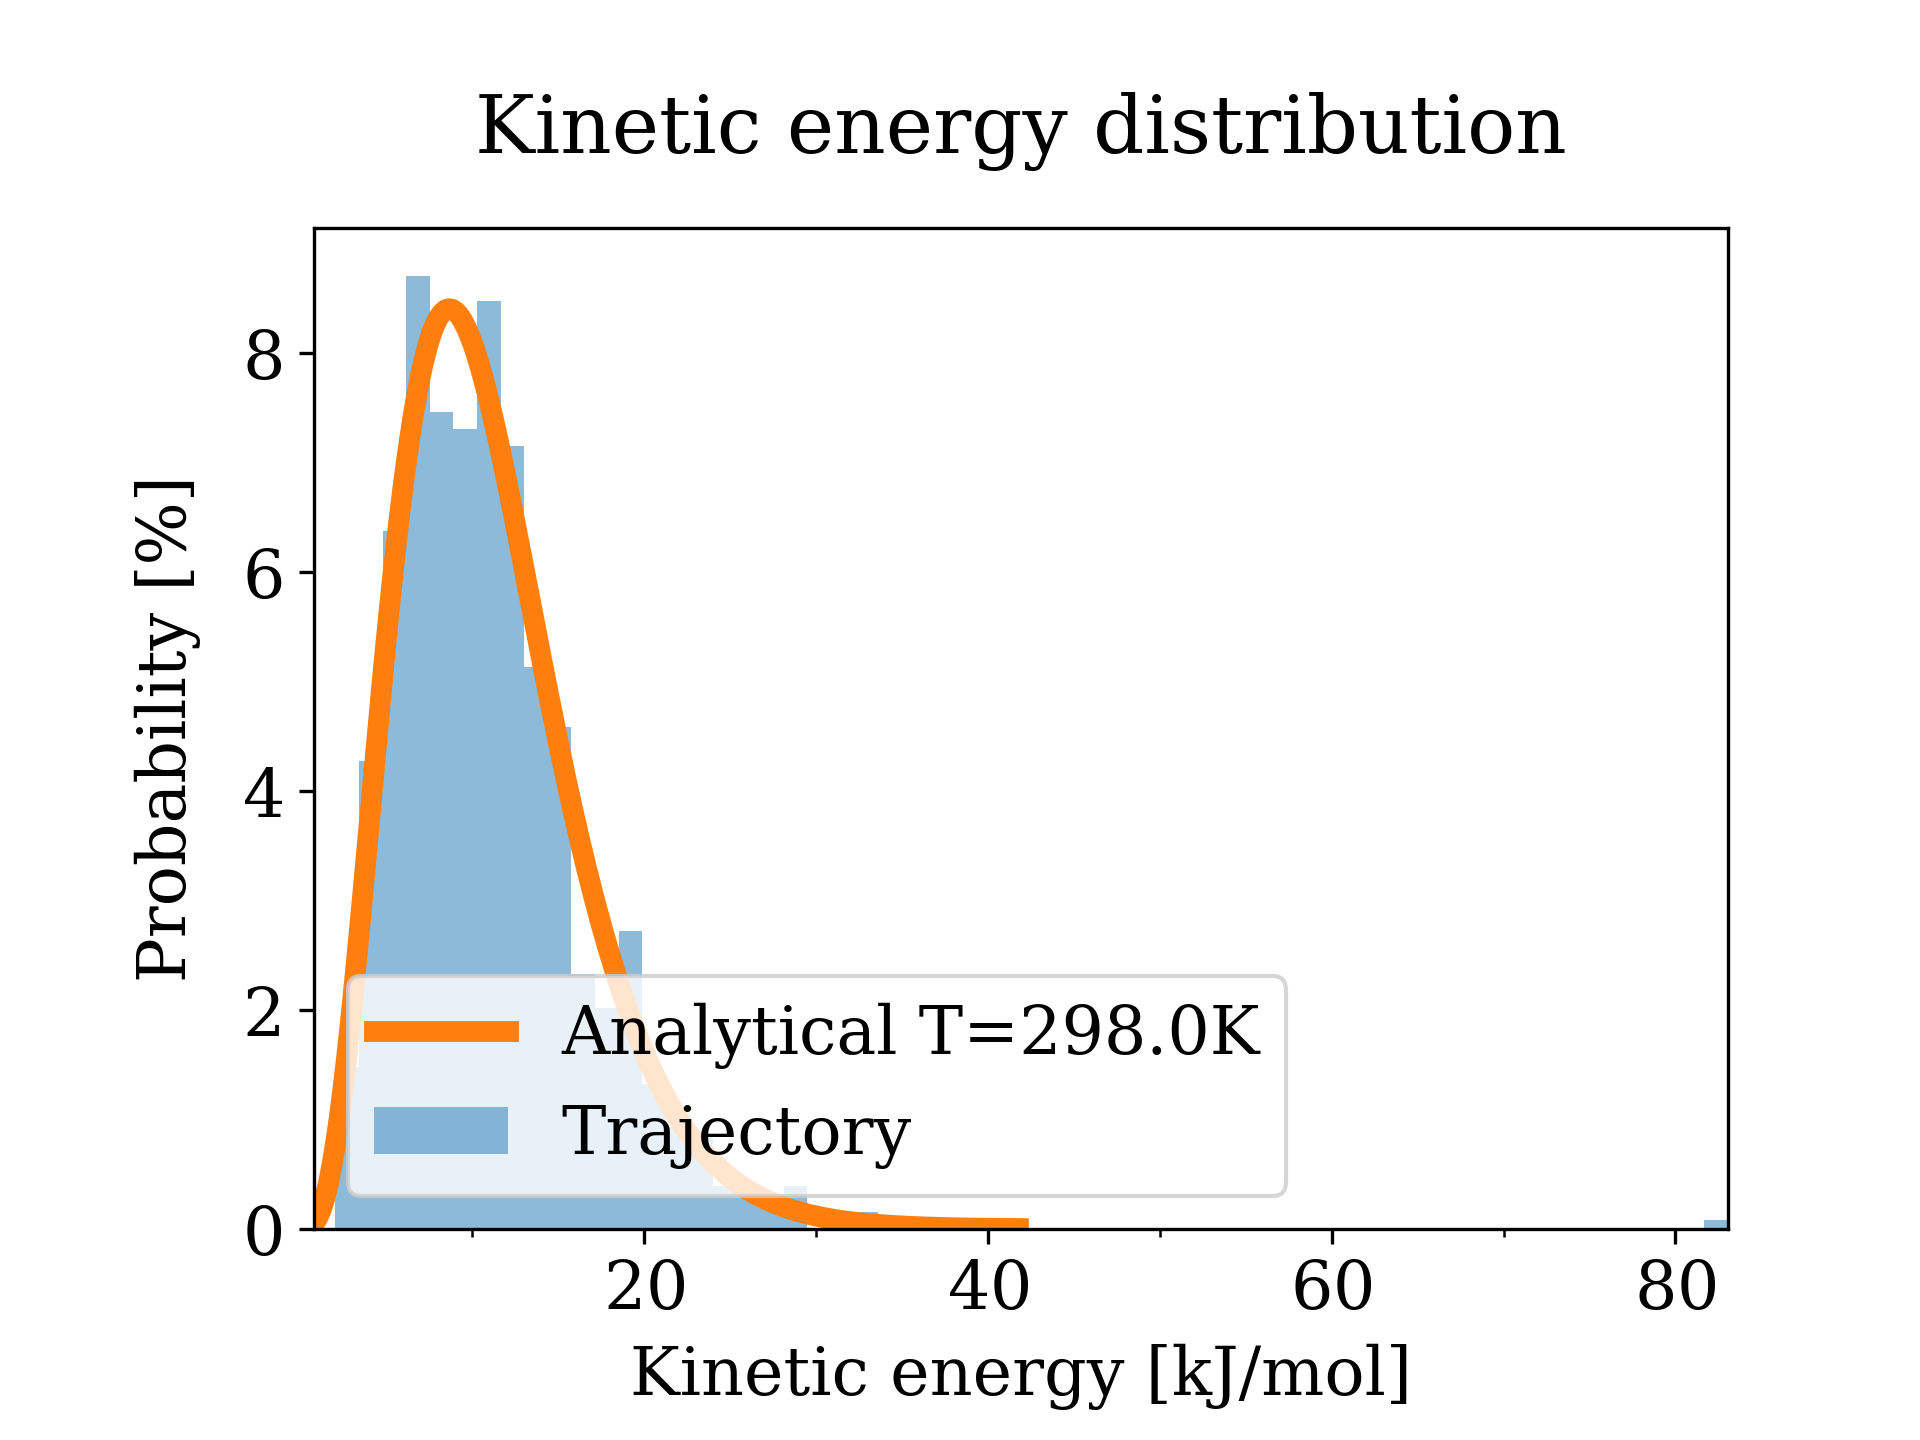 Kinetic energy distribution
Probability [%]
8
6
4
2
0
Analytical T=298.0K
Trajectory
20 40 60 80
Kinetic energy [kJ/mol]